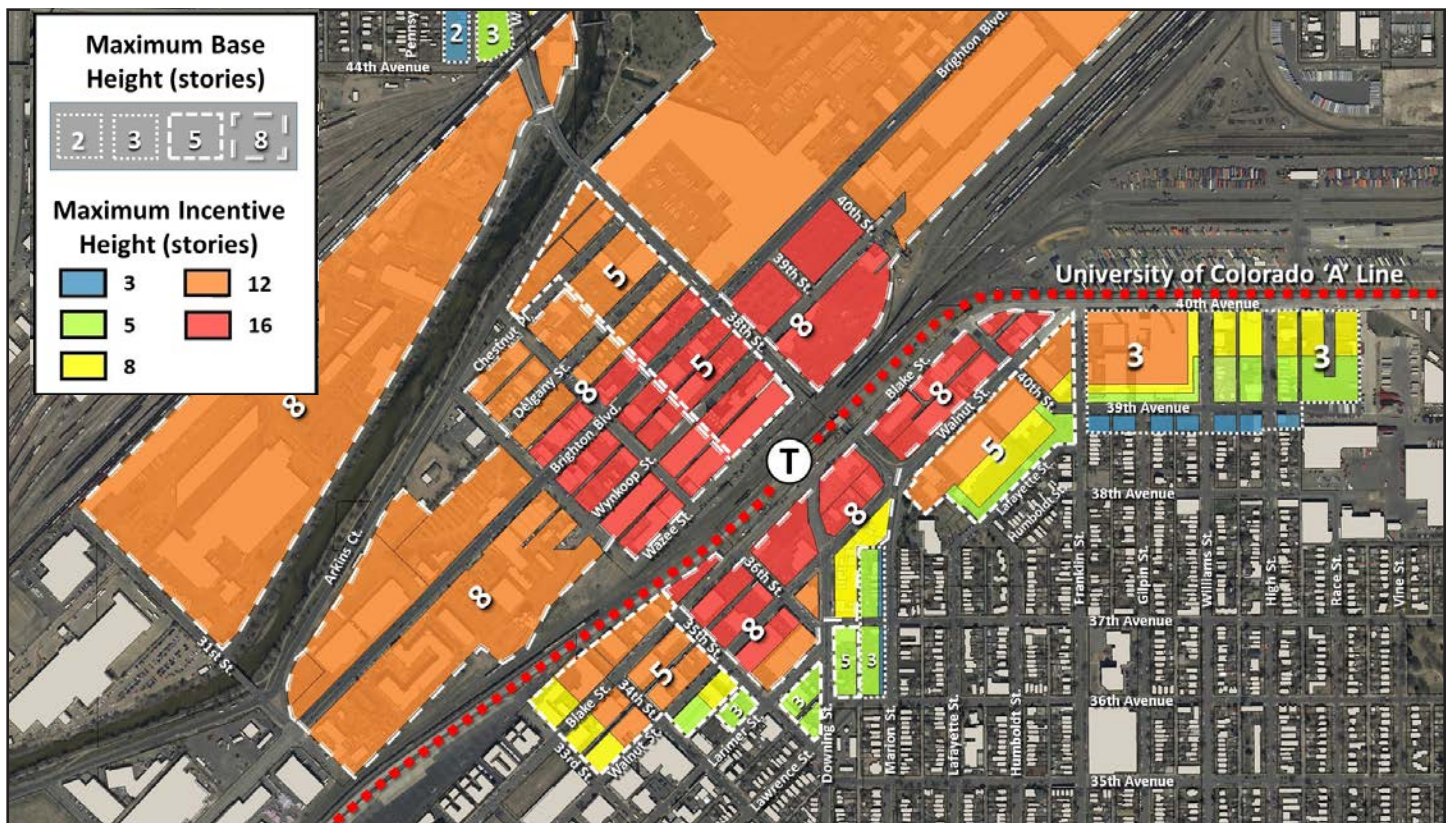 Maximum Base
Height (stories)
2 3 5 8
Maximum Incentive
Height (stories)
3 12
5 16
8
2
3
44th Avenue
Brighton Blvd.
40th St.
39th St.
38th St.
8
5
5
8
8
Chestnut Pl.
Delgany St.
Brighton Blvd.
Wynkoop St.
Wazee St.
8
8
Arkins Ct.
31st St.
University of Colorado ‘A’ Line
40th Avenue
T
Blake St.
8
Walnut St.
40th St.
5
Lafayette St.
Humboldt St.
3
3
39th Avenue
38th Avenue
8
36th St.
8
35th St.
5
Blake St.
34th St.
33rd St.
Walnut St.
3
Larimer St.
3
Lawrence St.
5
3
Downing St.
Marion St.
Lafayette St.
Humboldt St.
Franklin St.
Gilpin St.
Williams St.
High St.
Race St.
Vine St.
37th Avenue
36th Avenue
35th Avenue